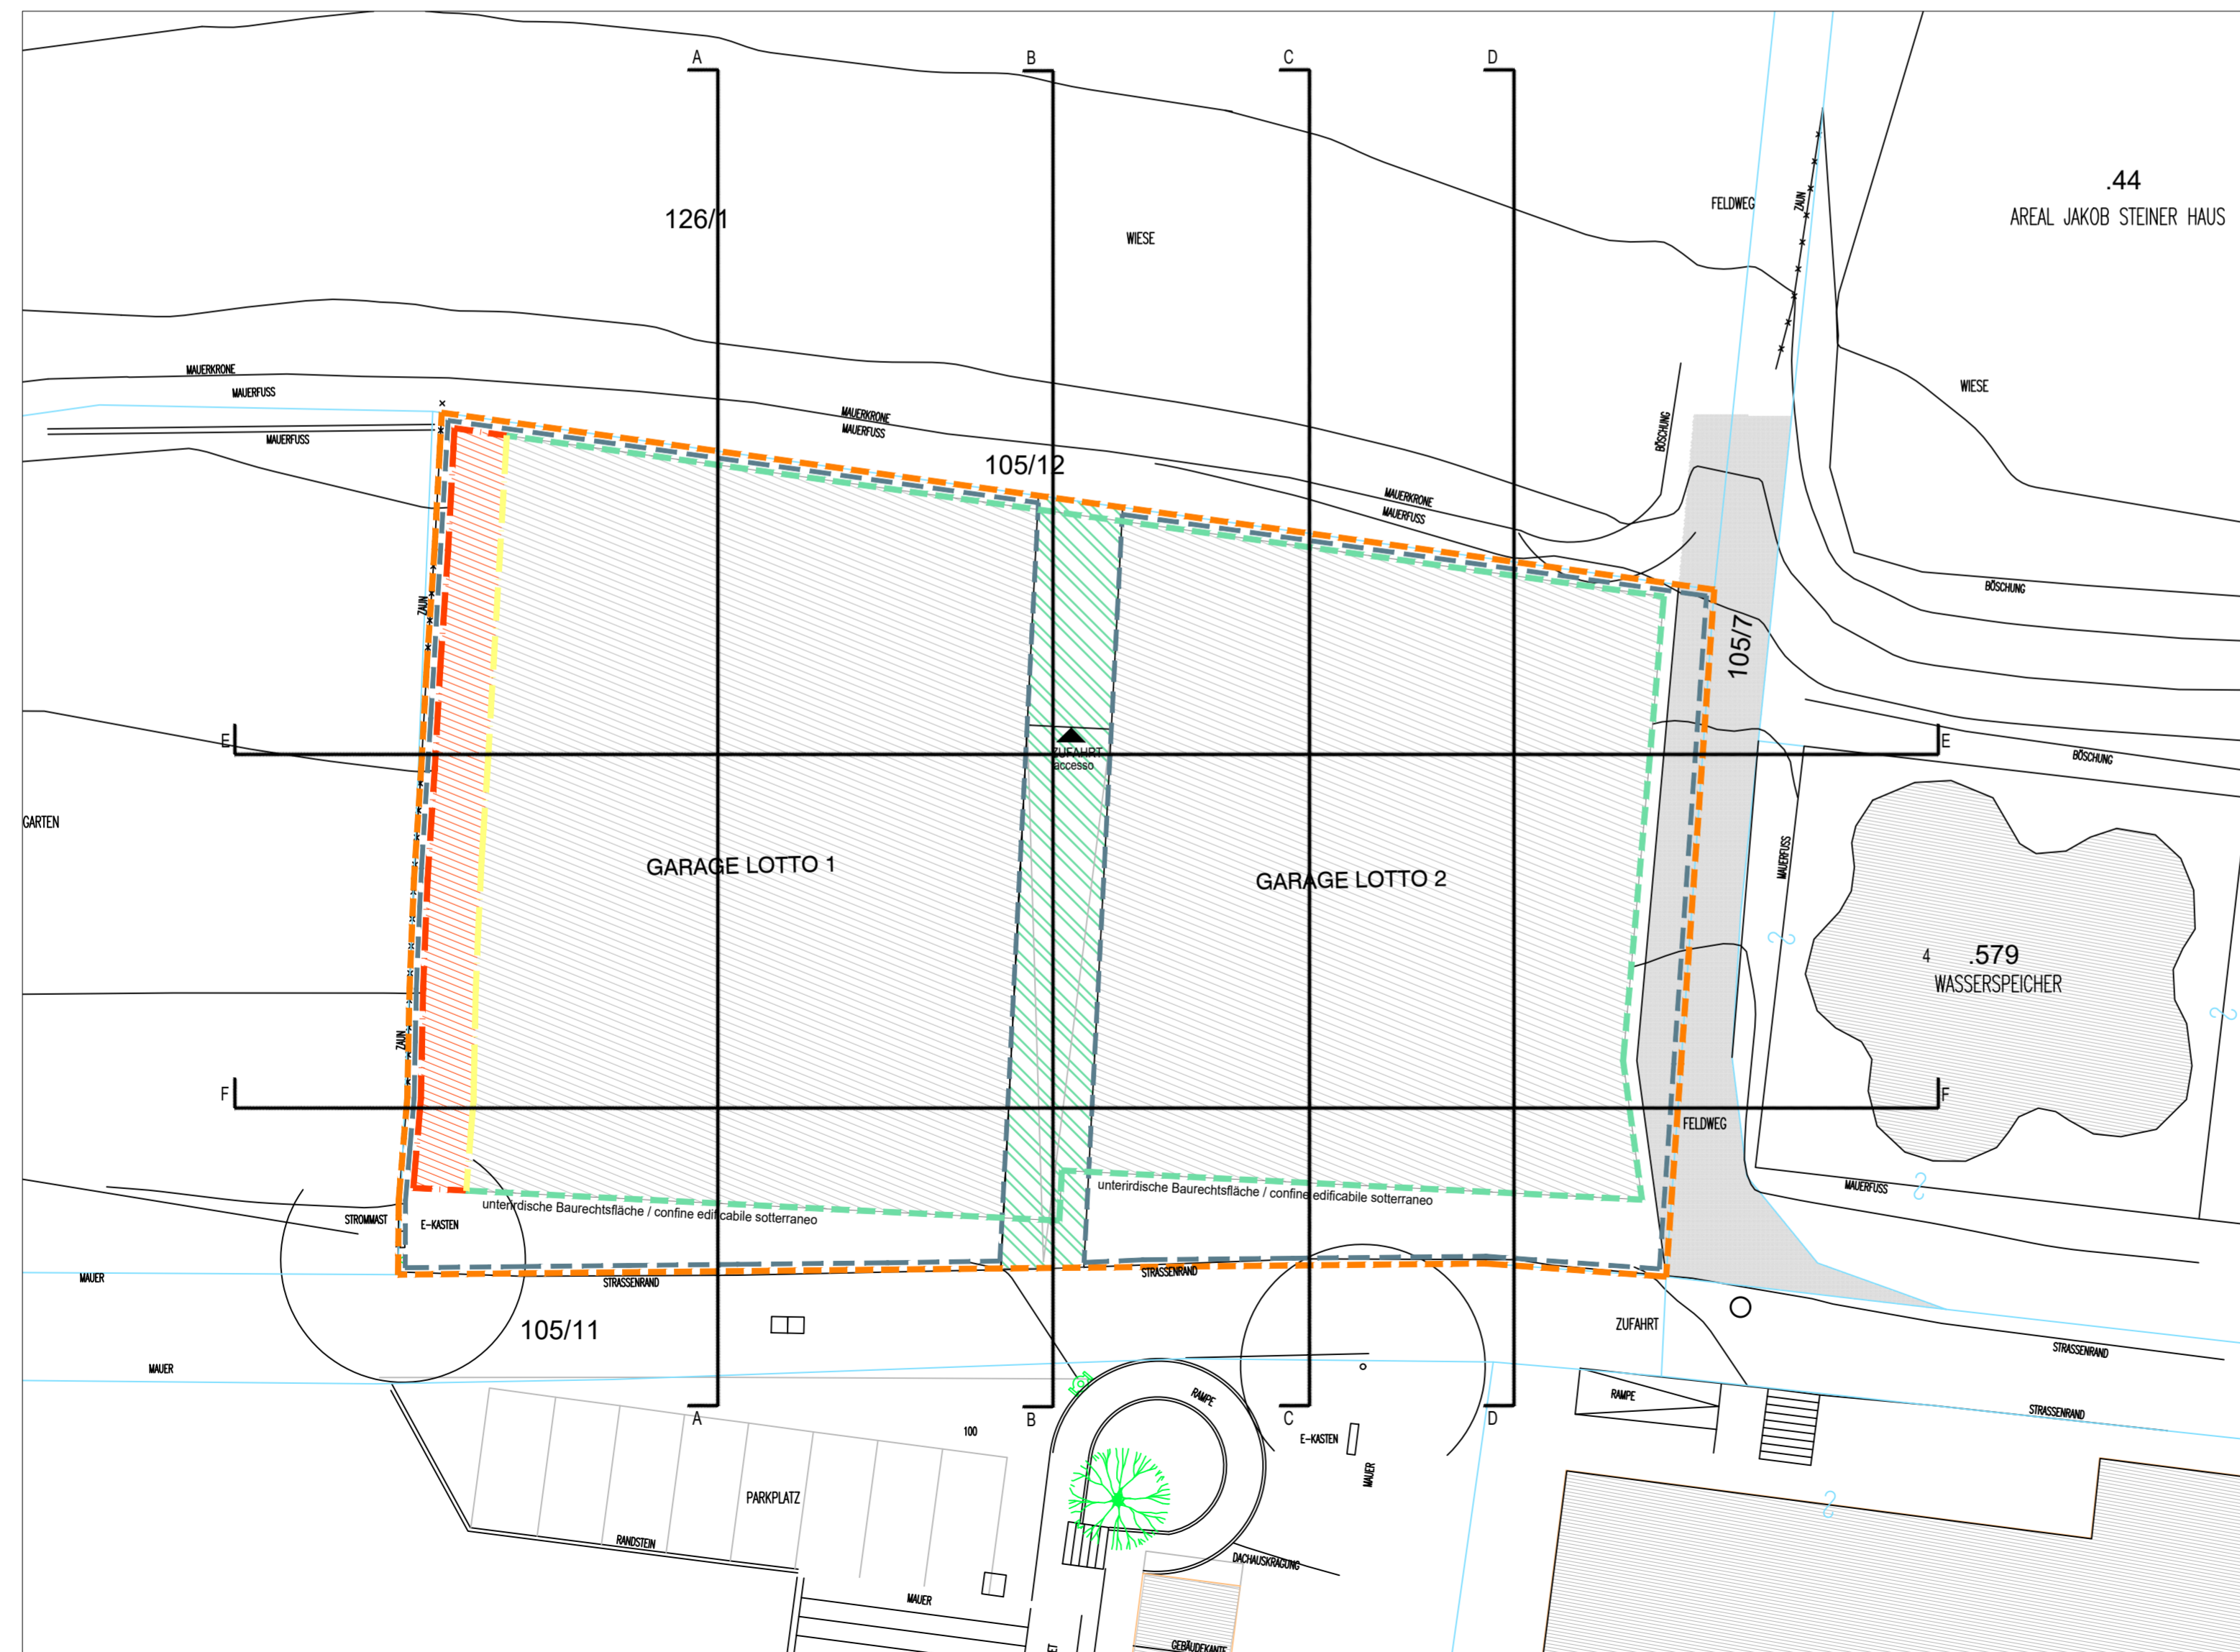 A
B
C
D
.44
AREAL JAKOB STEINER HAUS
FELDWEG
ZAUN
126/1
WIESE
MAUERKRONE
MAUERFUSS
WIESE
MAUERFUSS
MAUERKRONE
MAUERFUSS
BÖSCHUNG
105/12
MAUERKRONE
MAUERFUSS
BÖSCHUNG
ZAUN
105/7
E
ZUFAHRT
accesso
E
BÖSCHUNG
GARTEN
GARAGE LOTTO 1
GARAGE LOTTO 2
MAUERFUSS
4
.579
WASSERSPEICHER
ZAUN
F
F
FELDWEG
MAUERFUSS
unterirdische Baurechtsfläche / confine edificabile sotterraneo
unterirdische Baurechtsfläche / confine edificabile sotterraneo
STROMMAST
E-KASTEN
MAUER
STRASSENRAND
STRASSENRAND
105/11
ZUFAHRT
STRASSENRAND
MAUER
RAMPE
RAMPE
STRASSENRAND
A
B
C
D
100
E-KASTEN
MAUER
PARKPLATZ
RANDSTEIN
DACHAUSKRAGUNG
MAUER
GEBÄUDEKANTE